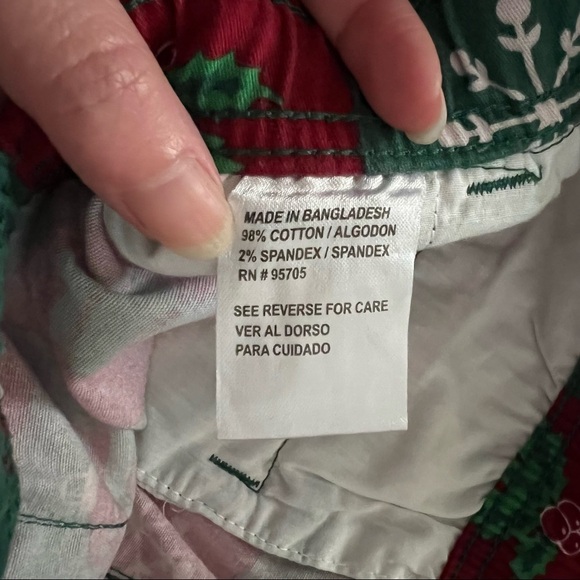 MADE IN BANGLADESH
98% COTTON / ALGODON
2% SPANDEX / SPANDEX
RN # 95705
SEE REVERSE FOR CARE
VER AL DORSO
PARA CUIDADO